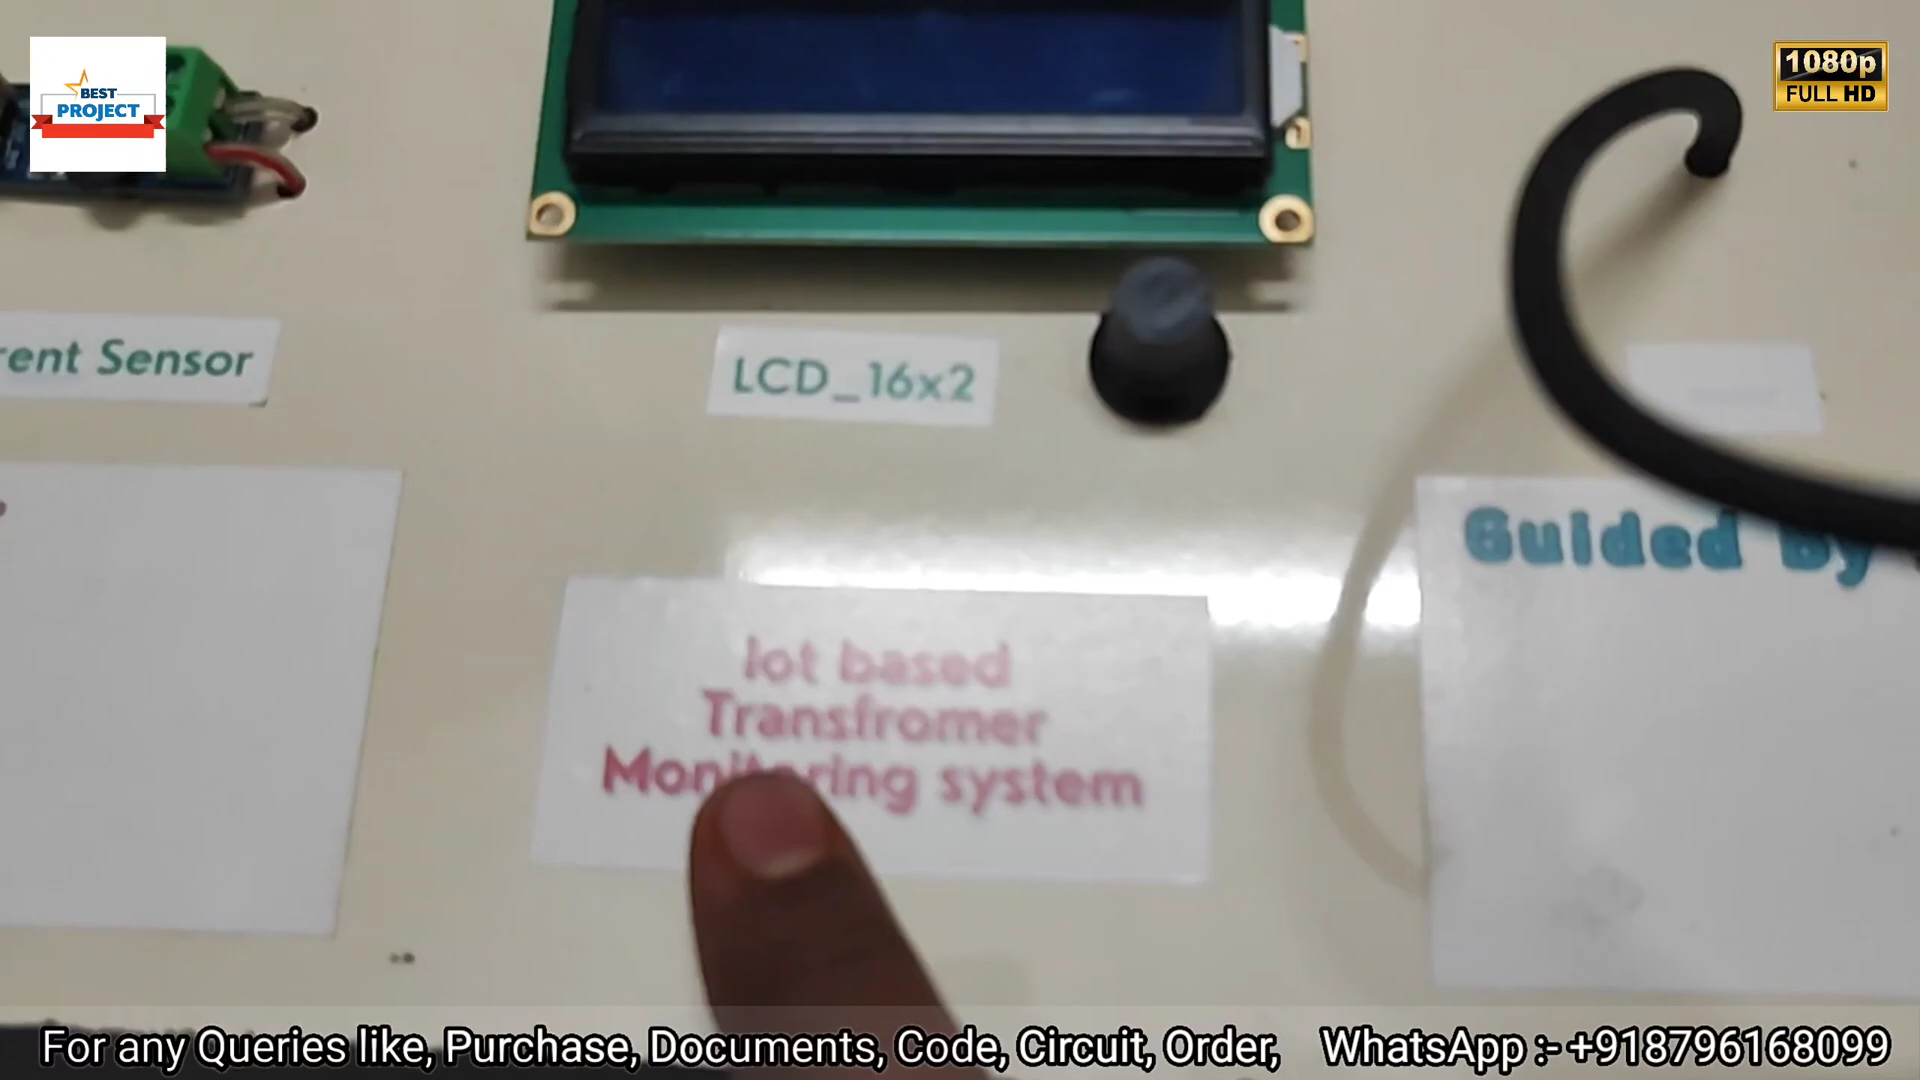 BEST
PROJECT
1080p
FULL HD
rent Sensor
LCD_16x2
Guided By
Iot based
Transfromer
Monitoring system
For any Queries like, Purchase, Documents, Code, Circuit, Order, WhatsApp :- +918796168099